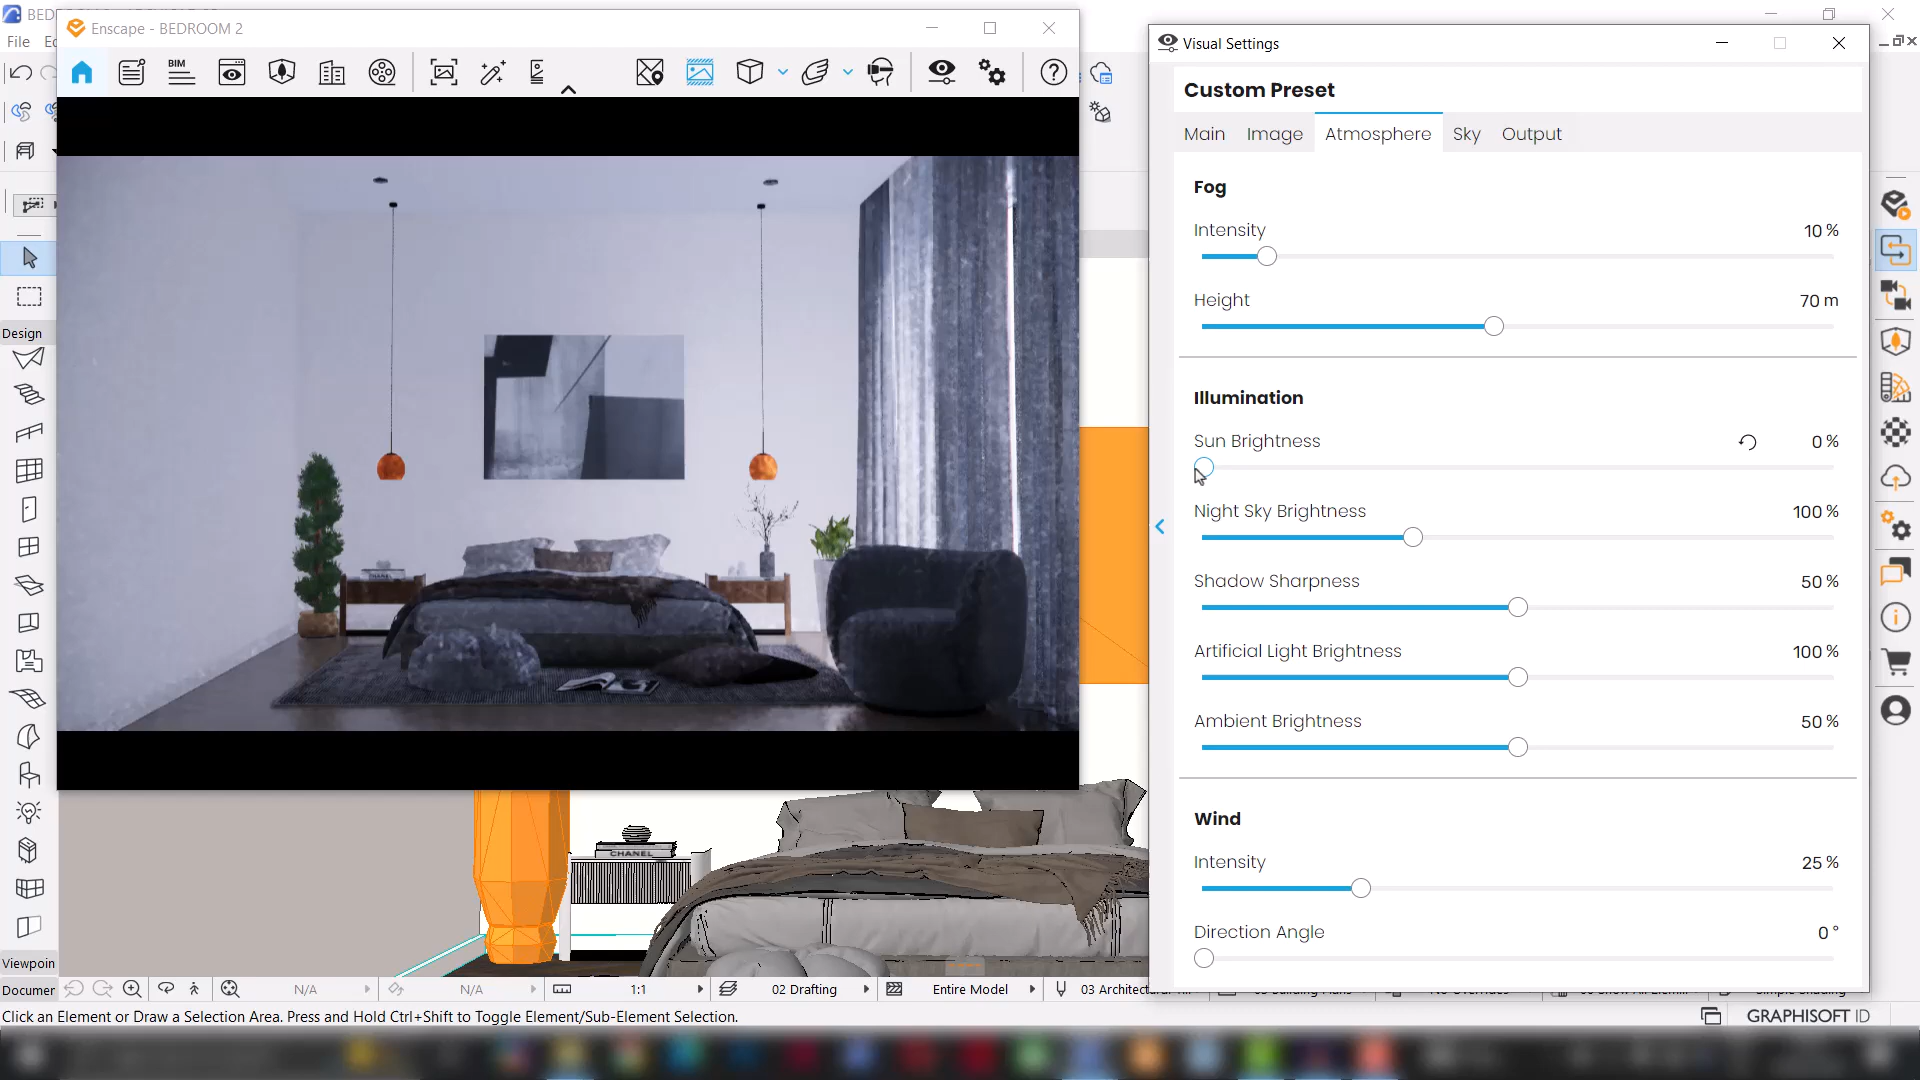 BED
Enscape - BEDROOM 2
File
BIM
Visual Settings
Custom Preset
Main
Image
Atmosphere
Sky
Output
Fog
Intensity
10 %
Height
70 m
Illumination
Sun Brightness
0 %
Night Sky Brightness
100 %
Shadow Sharpness
50 %
Artificial Light Brightness
100 %
Ambient Brightness
50 %
Wind
Intensity
25 %
Direction Angle
0 °
Design
CHANEL
Viewpoin
Documen
N/A
N/A
1:1
02 Drafting
Entire Model
03 Architect
Click an Element or Draw a Selection Area. Press and Hold Ctrl+Shift to Toggle Element/Sub-Element Selection.
GRAPHISOFT ID